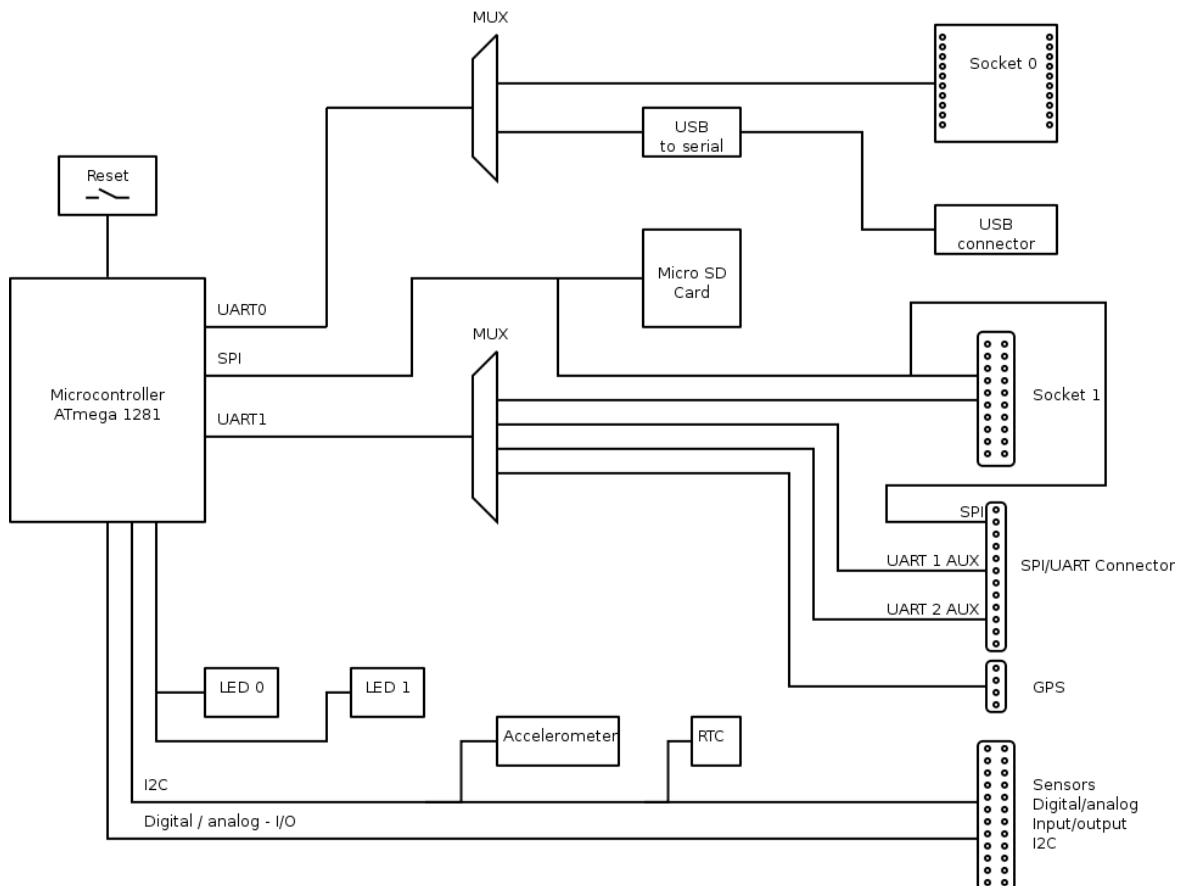 MUX
Socket 0
USB
to serial
Reset
USB
connector
Micro SD
Card
UART0
MUX
SPI
Microcontroller
ATmega 1281
Socket 1
UART1
SPI
UART 1 AUX
SPI/UART Connector
UART 2 AUX
LED 0
LED 1
GPS
Accelerometer
RTC
I2C
Sensors
Digital/analog
Input/output
I2C
Digital / analog - I/O